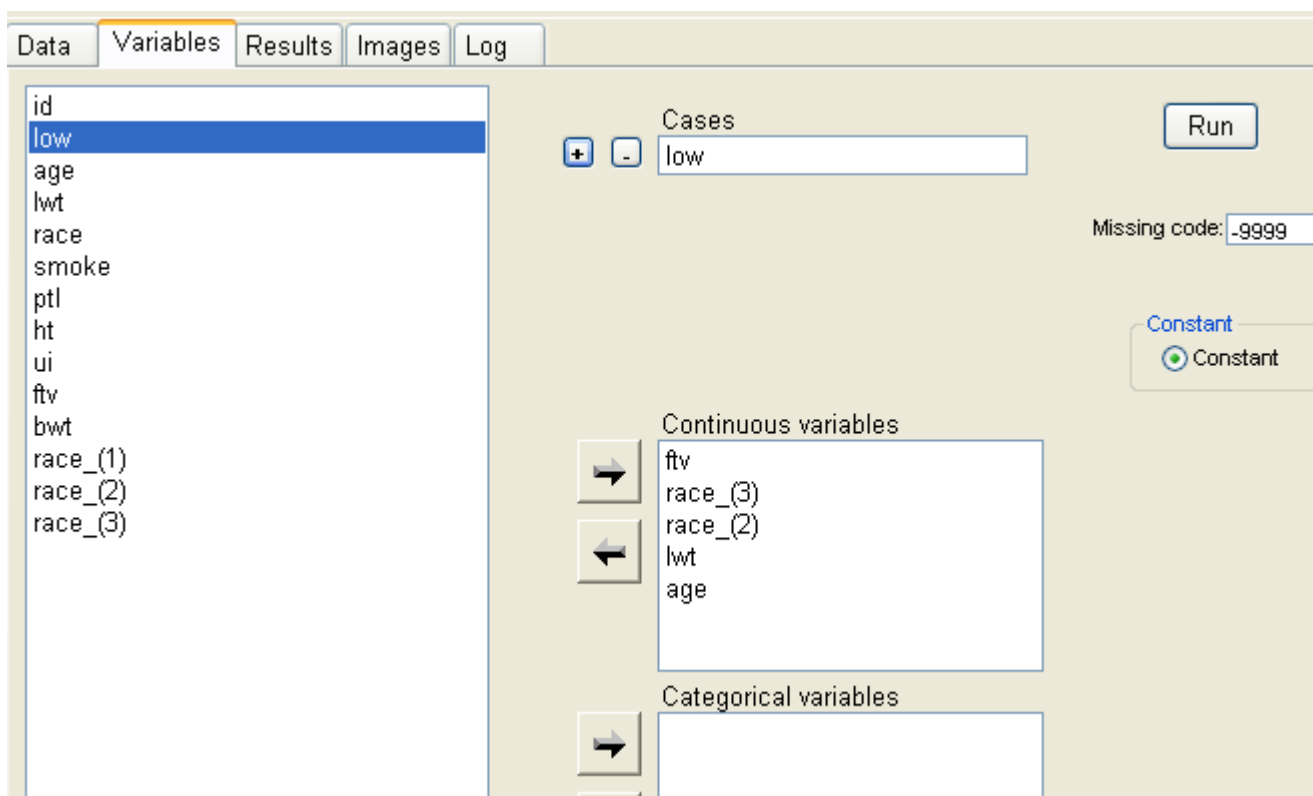 Data Variables Results Images Log
id
low
age
lwt
race
smoke
ptl
ht
ui
ftv
bwt
race_(1)
race_(2)
race_(3)
Cases
+ -
low
Run
Missing code: -9999
Constant
Constant
Continuous variables
ftv
race_(3)
race_(2)
lwt
age
Categorical variables